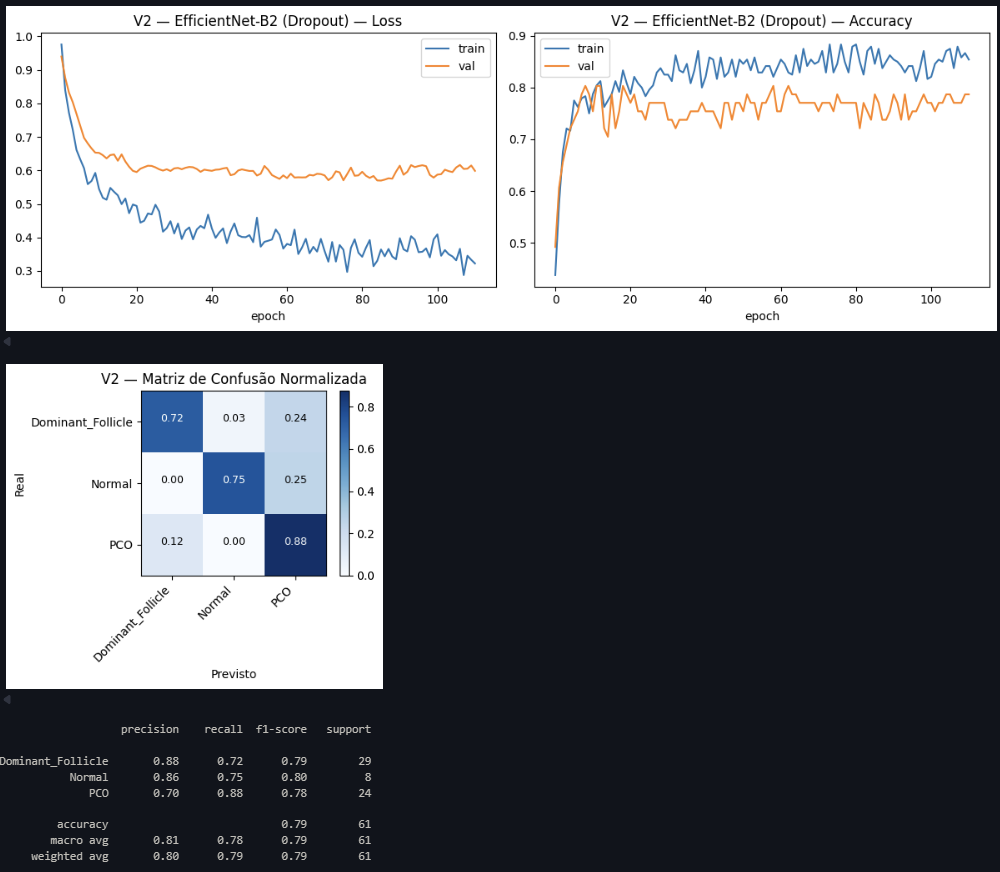 V2 — EfficientNet-B2 (Dropout) — Loss
1.0
0.9
0.8
0.7
0.6
0.5
0.4
0.3
0 20 40 60 80 100
epoch
train
val
V2 — EfficientNet-B2 (Dropout) — Accuracy
0.9
0.8
0.7
0.6
0.5
0 20 40 60 80 100
epoch
train
val
V2 — Matriz de Confusão Normalizada
Real
Dominant_Follicle 0.72 0.03 0.24
Normal 0.00 0.75 0.25
PCO 0.12 0.00 0.88
Dominant_Follicle Normal PCO
Previsto
0.8
0.6
0.4
0.2
0.0
precision recall f1-score support
Dominant_Follicle 0.88 0.72 0.79 29
Normal 0.86 0.75 0.80 8
PCO 0.70 0.88 0.78 24
accuracy 0.79 61
macro avg 0.81 0.78 0.79 61
weighted avg 0.80 0.79 0.79 61